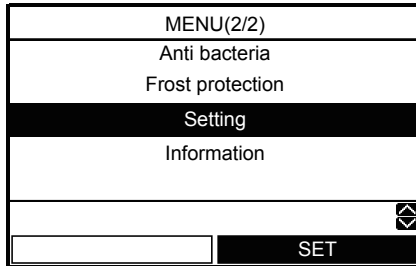 MENU(2/2)
Anti bacteria
Frost protection
Setting
Information
SET